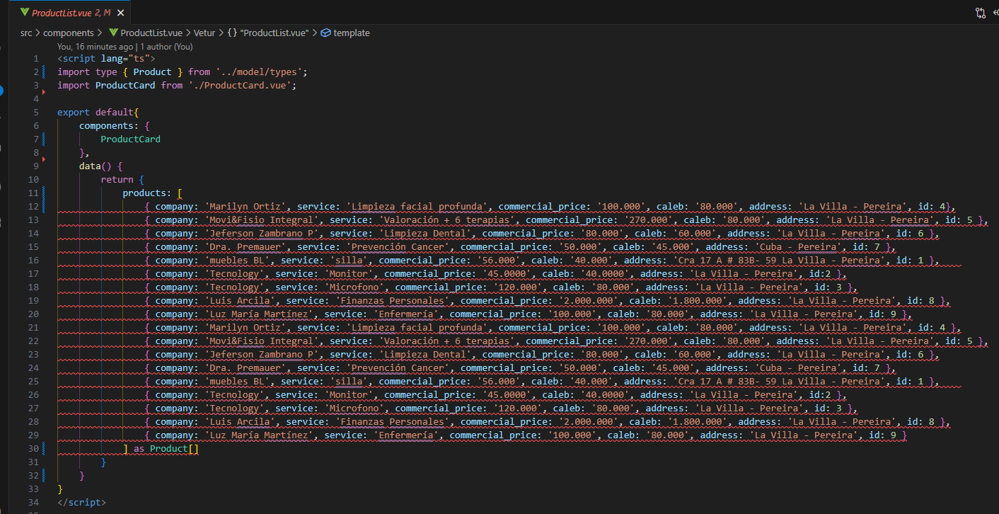 ProductList.vue 2, M
src > components > ProductList.vue > Vetur > {} "ProductList.vue" > template
You, 16 minutes ago | 1 author (You)
1 <script lang="ts">
2 import type { Product } from '../model/types';
3 import ProductCard from './ProductCard.vue';
4
5 export default{
6 components: {
7 ProductCard
8 },
9 data() {
10 return {
11 products: [
12 { company: 'Marilyn Ortiz', service: 'Limpieza facial profunda', commercial_price: '100.000', caleb: '80.000', address: 'La Villa - Pereira', id: 4},
13 { company: 'Movi&Fisio Integral', service: 'Valoración + 6 terapias', commercial_price: '270.000', caleb: '80.000', address: 'La Villa - Pereira', id: 5 },
14 { company: 'Jeferson Zambrano P', service: 'Limpieza Dental', commercial_price: '80.000', caleb: '60.000', address: 'La Villa - Pereira', id: 6 },
15 { company: 'Dra. Premauer', service: 'Prevención Cancer', commercial_price: '50.000', caleb: '45.000', address: 'Cuba - Pereira', id: 7 },
16 { company: 'muebles BL', service: 'silla', commercial_price: '56.000', caleb: '40.000', address: 'Cra 17 A # 83B- 59 La Villa - Pereira', id: 1 },
17 { company: 'Tecnology', service: 'Monitor', commercial_price: '45.0000', caleb: '40.0000', address: 'La Villa - Pereira', id:2 },
18 { company: 'Tecnology', service: 'Microfono', commercial_price: '120.000', caleb: '80.000', address: 'La Villa - Pereira', id: 3 },
19 { company: 'Luis Arcila', service: 'Finanzas Personales', commercial_price: '2.000.000', caleb: '1.800.000', address: 'La Villa - Pereira', id: 8 },
20 { company: 'Luz María Martínez', service: 'Enfermería', commercial_price: '100.000', caleb: '80.000', address: 'La Villa - Pereira', id: 9 },
21 { company: 'Marilyn Ortiz', service: 'Limpieza facial profunda', commercial_price: '100.000', caleb: '80.000', address: 'La Villa - Pereira', id: 4 },
22 { company: 'Movi&Fisio Integral', service: 'Valoración + 6 terapias', commercial_price: '270.000', caleb: '80.000', address: 'La Villa - Pereira', id: 5 },
23 { company: 'Jeferson Zambrano P', service: 'Limpieza Dental', commercial_price: '80.000', caleb: '60.000', address: 'La Villa - Pereira', id: 6 },
24 { company: 'Dra. Premauer', service: 'Prevención Cancer', commercial_price: '50.000', caleb: '45.000', address: 'Cuba - Pereira', id: 7 },
25 { company: 'muebles BL', service: 'silla', commercial_price: '56.000', caleb: '40.000', address: 'Cra 17 A # 83B- 59 La Villa - Pereira', id: 1 },
26 { company: 'Tecnology', service: 'Monitor', commercial_price: '45.0000', caleb: '40.0000', address: 'La Villa - Pereira', id:2 },
27 { company: 'Tecnology', service: 'Microfono', commercial_price: '120.000', caleb: '80.000', address: 'La Villa - Pereira', id: 3 },
28 { company: 'Luis Arcila', service: 'Finanzas Personales', commercial_price: '2.000.000', caleb: '1.800.000', address: 'La Villa - Pereira', id: 8 },
29 { company: 'Luz María Martínez', service: 'Enfermería', commercial_price: '100.000', caleb: '80.000', address: 'La Villa - Pereira', id: 9 }
30 ] as Product[]
31 }
32 }
33 }
34 </script>